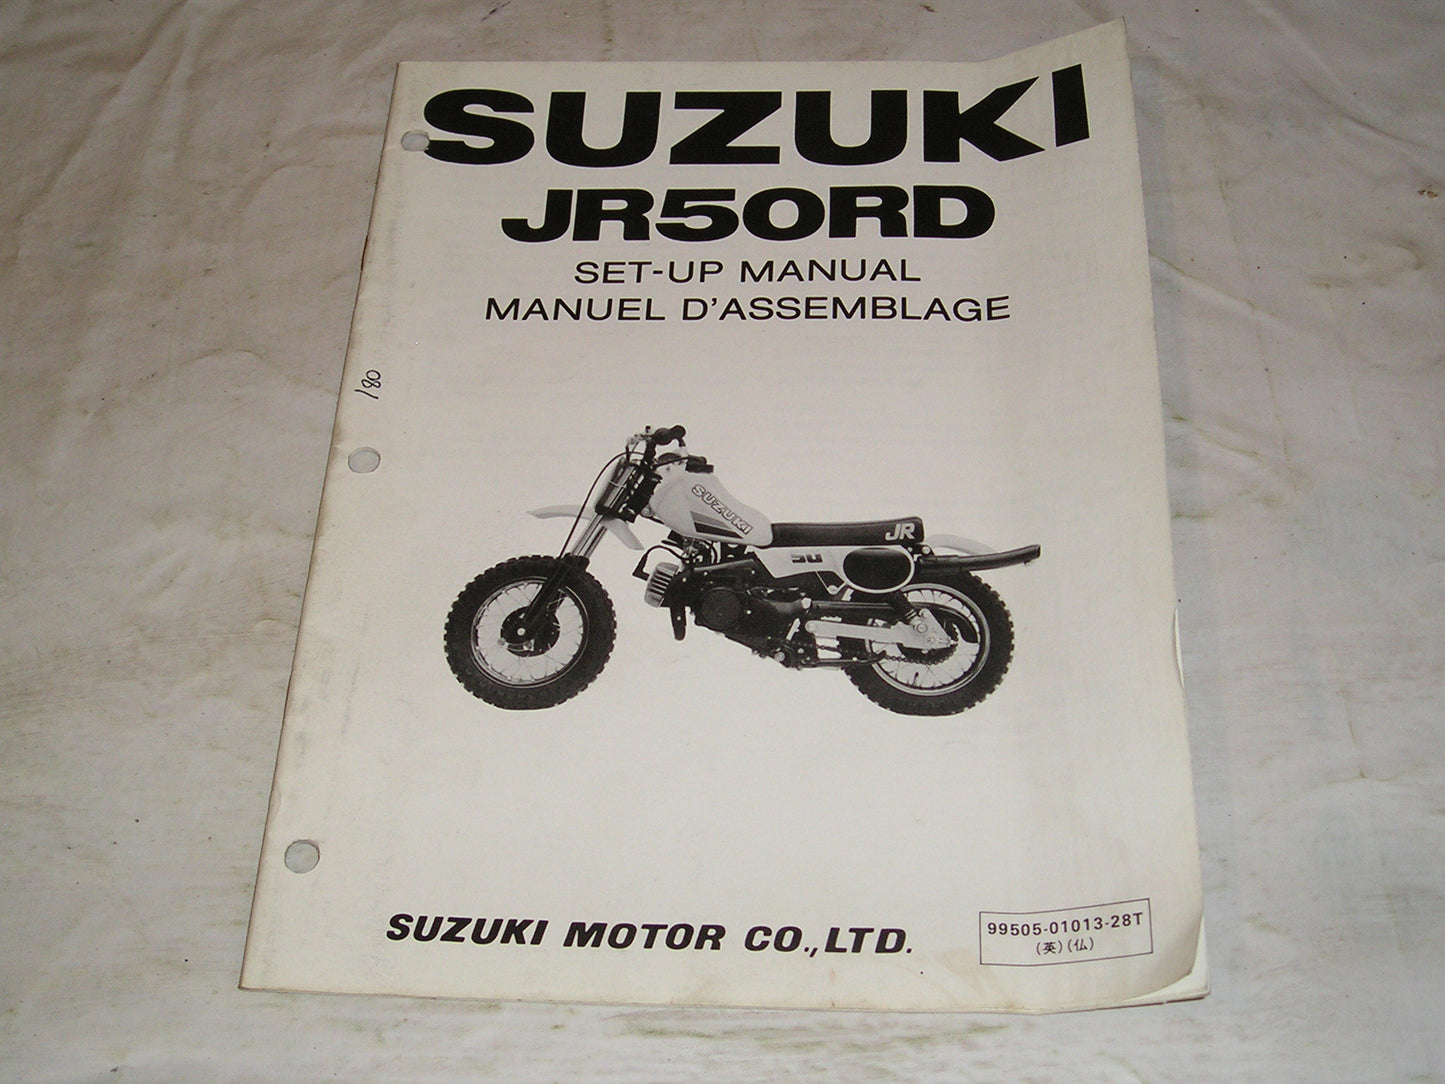 SUZUKI
JR50RD
SET-UP MANUAL
MANUEL D'ASSEMBLAGE
180
SUZUKI
JR
50
SUZUKI MOTOR CO.,LTD.
99505-01013-28T
(英)(仏)